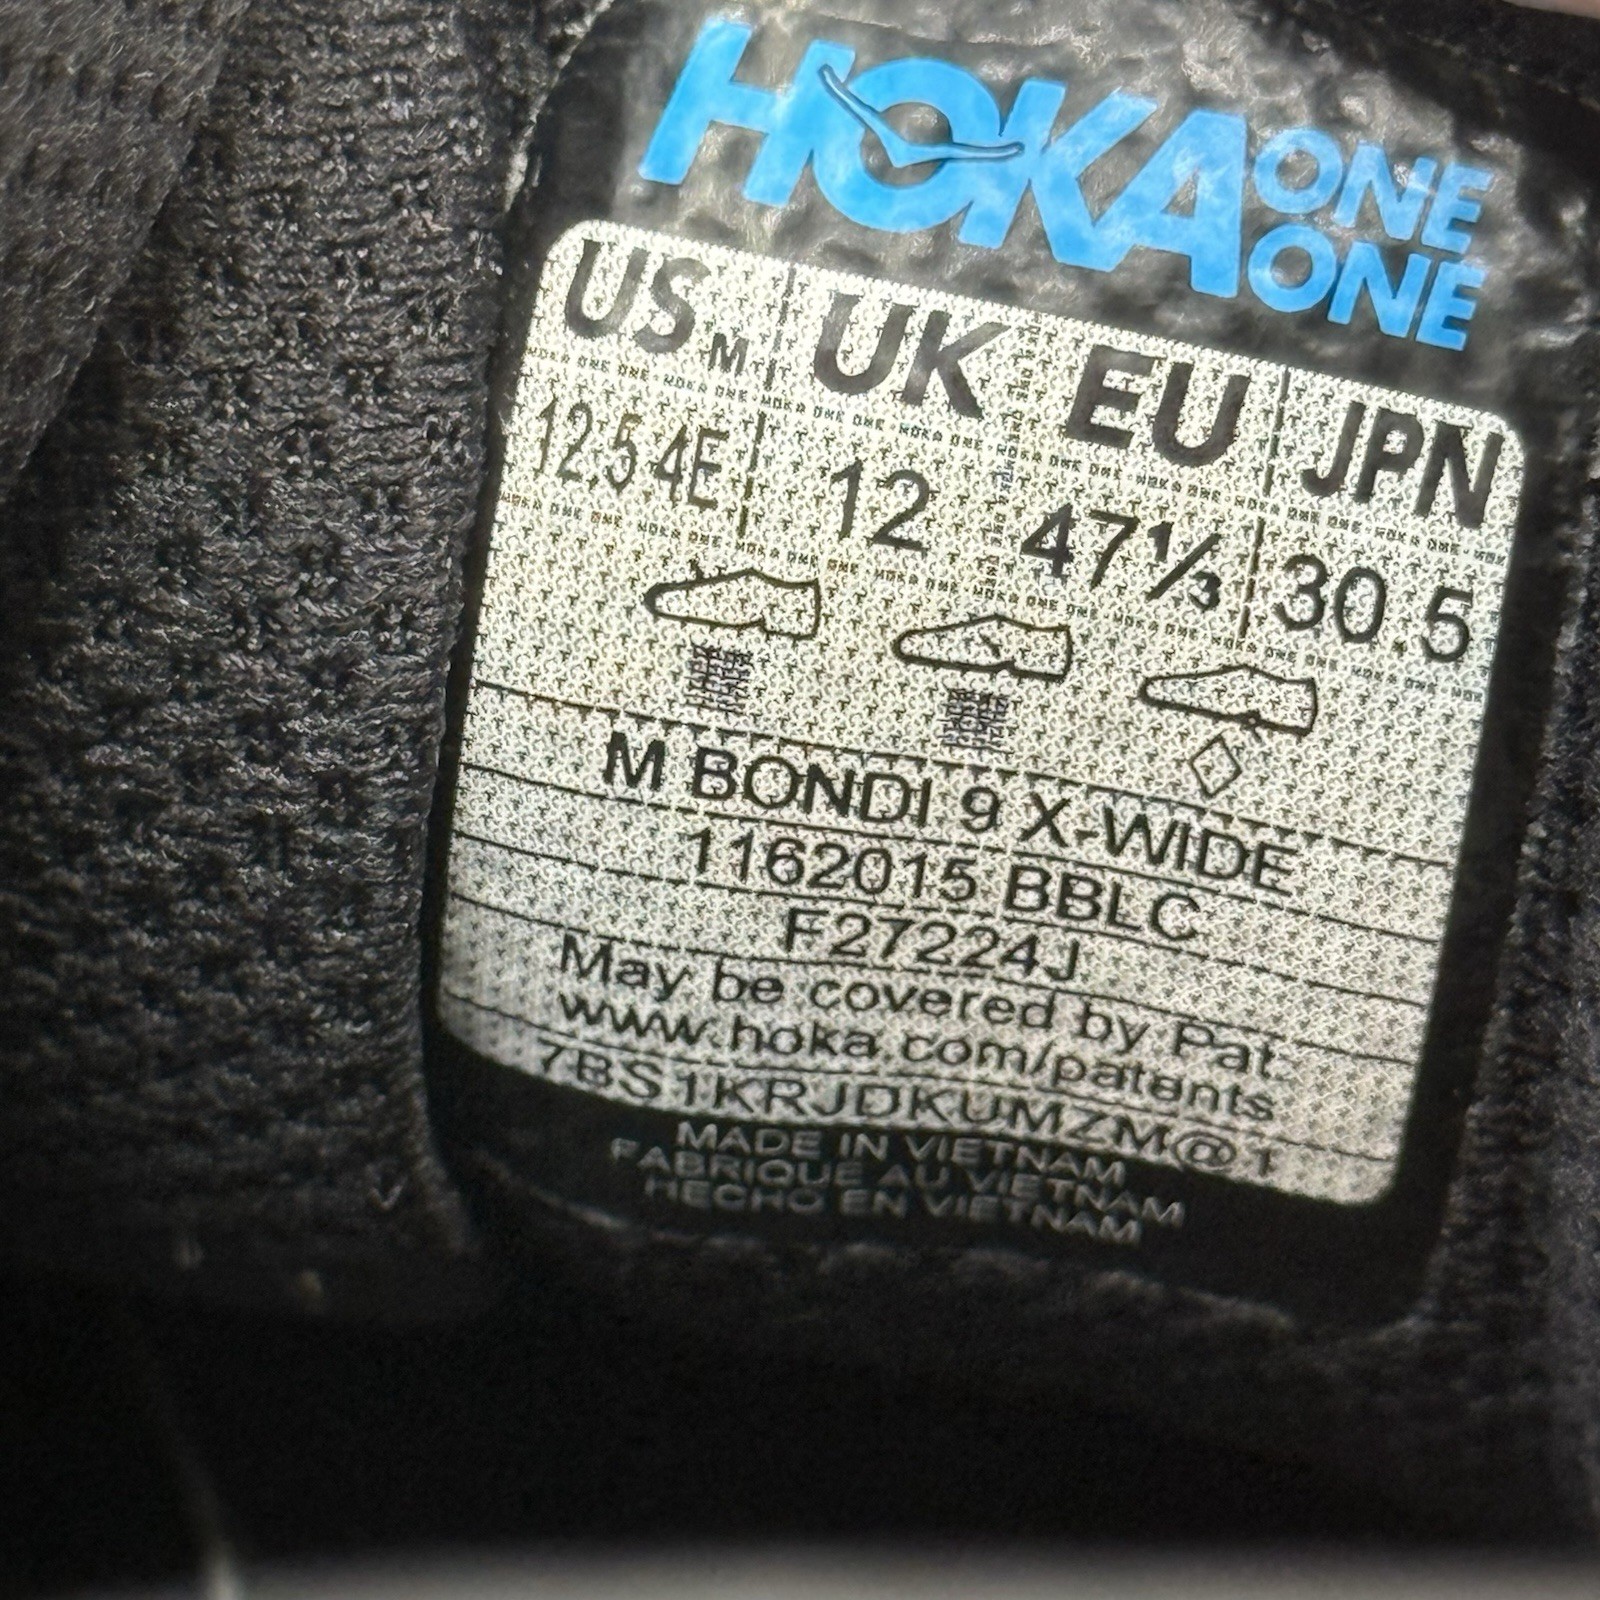 HOKA ONE ONE
US M UK EU JPN
12.5 4E 12 47⅓ 30.5
M BONDI 9 X-WIDE
1162015 BBLC
F27224J
May be covered by Pat.
www.hoka.com/patents
7BS1KRJDKUMZM@1
MADE IN VIETNAM
FABRIQUE AU VIETNAM
HECHO EN VIETNAM